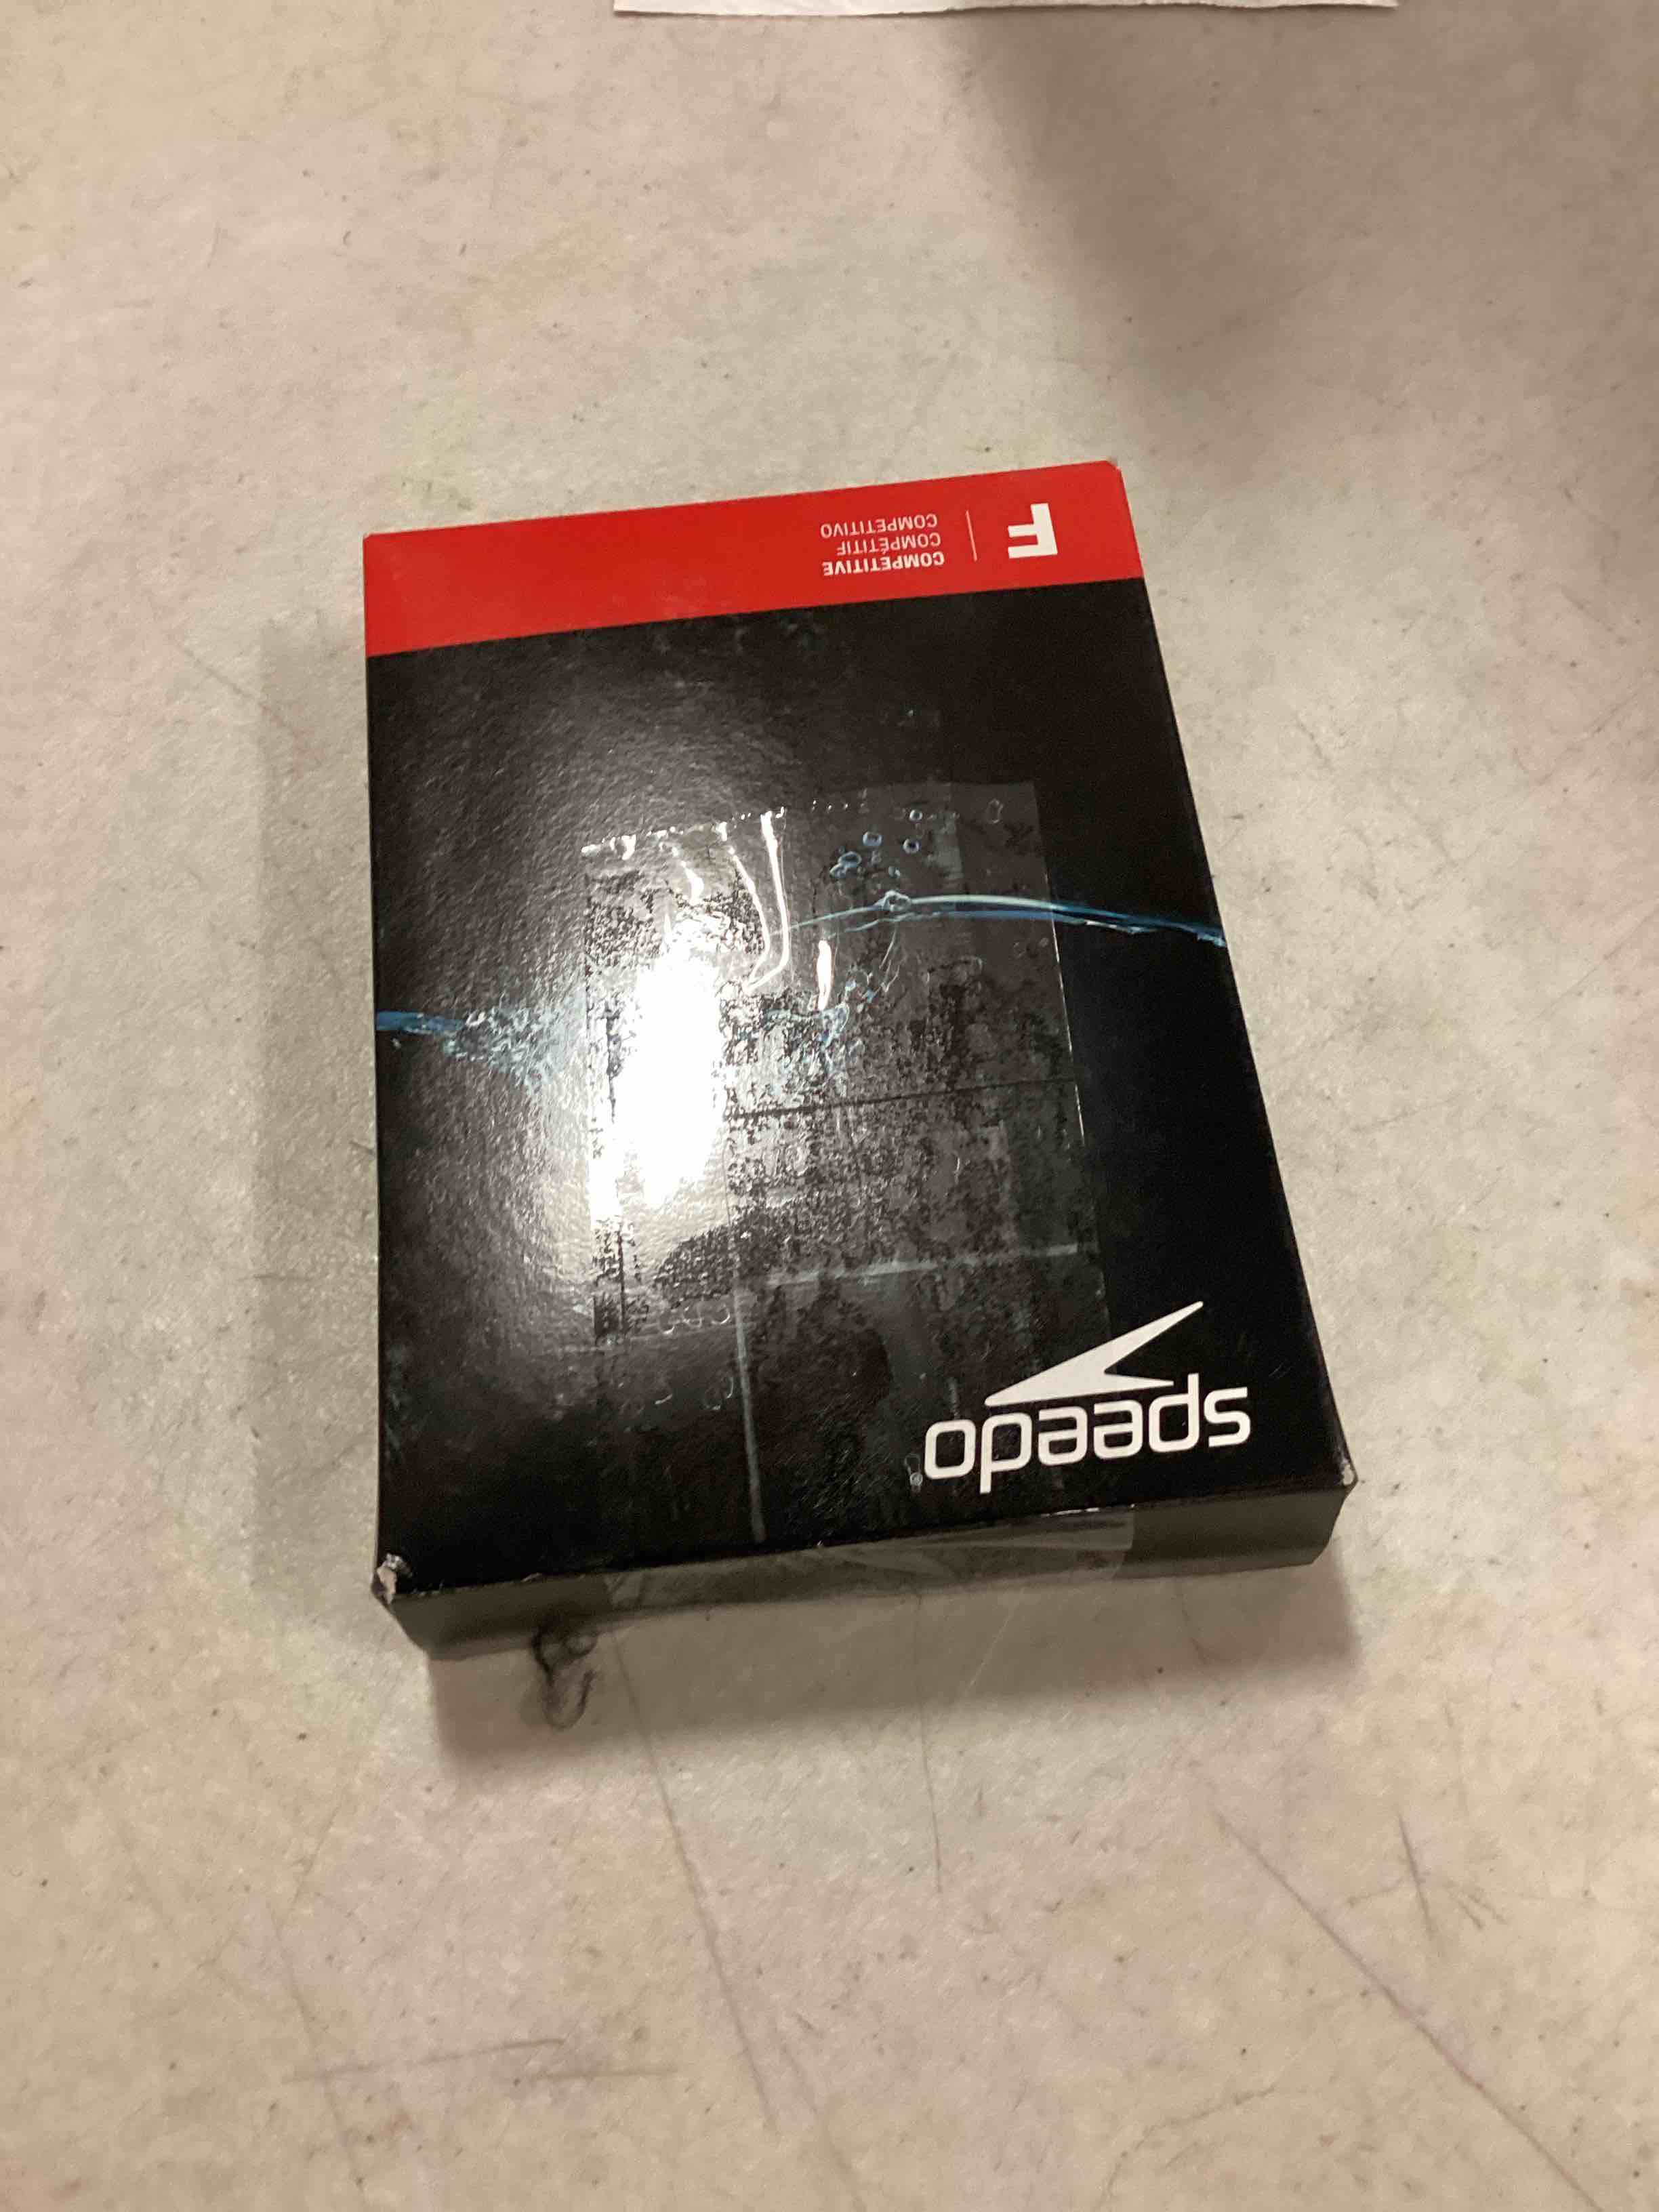 speedo
F
COMPETITIVE
COMPÉTITIF
COMPETITIVO